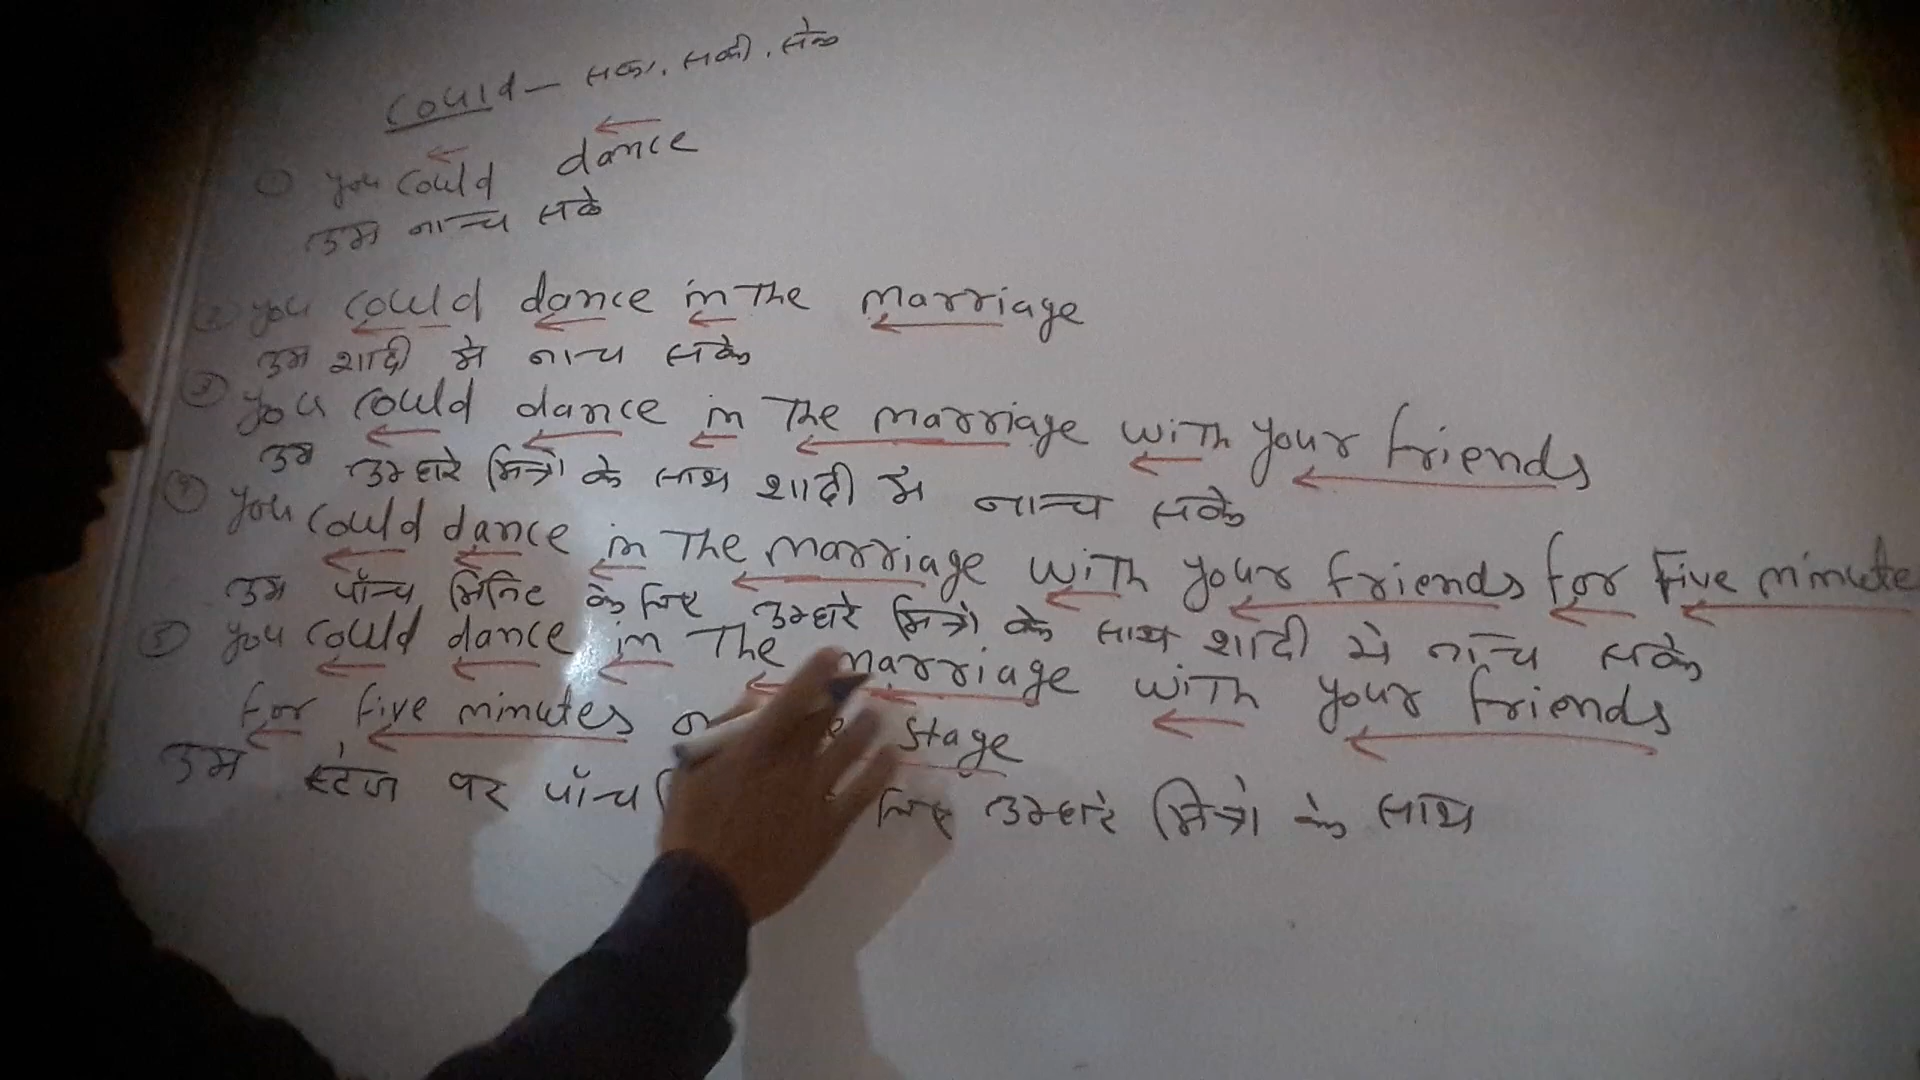 Could – सका, सकी, सके
① you could dance
तुम नाच सके
② you could dance in The marriage
तुम शादी मे नाच सके
③ you could dance in The marriage with your friends
तुम तुम्हारे मित्रो के साथ शादी मे नाच सके
④ you could dance in The marriage with your friends for Five minute
तुम पाँच मिनिट के लिए तुम्हारे मित्रो के साथ शादी मे नाच सके
⑤ you could dance in The marriage with your friends
for five minutes stage
तुम स्टेज पर पाँच लिए तुम्हारे मित्रो के साथ